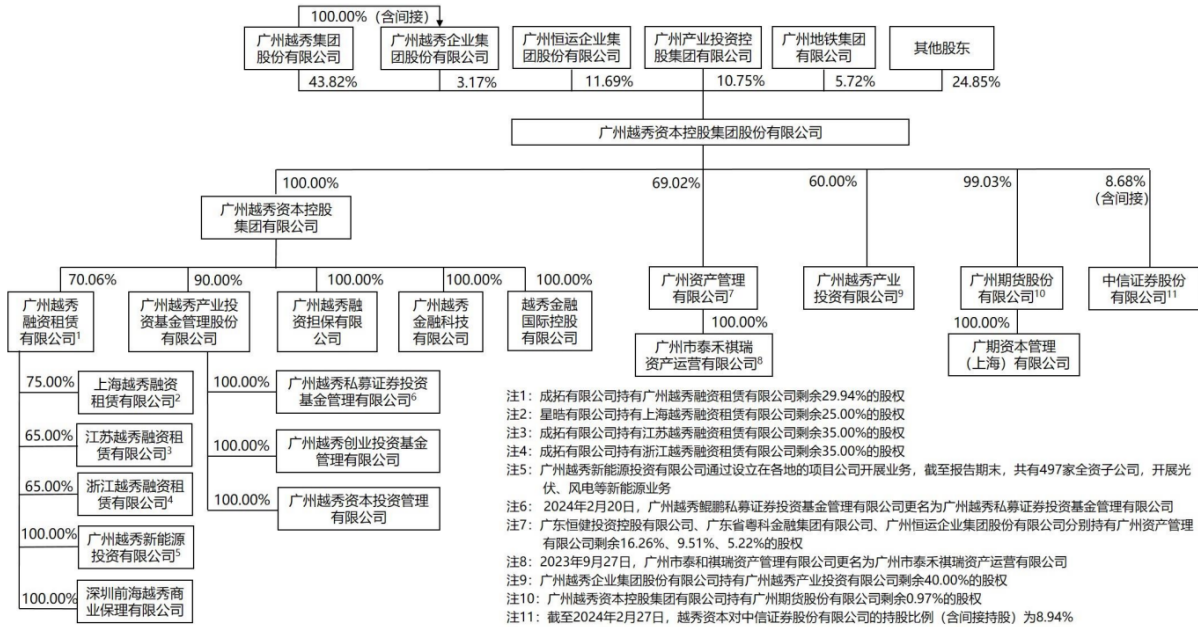 100.00%（含间接）
广州越秀集团
股份有限公司
广州越秀企业集
团股份有限公司
广州恒运企业集
团股份有限公司
广州产业投资控
股集团有限公司
广州地铁集团
有限公司
其他股东
43.82%
3.17%
11.69%
10.75%
5.72%
24.85%
广州越秀资本控股集团股份有限公司
100.00%
69.02%
60.00%
99.03%
8.68%
(含间接)
广州越秀资本控股
集团有限公司
70.06%
90.00%
100.00%
100.00%
100.00%
广州越秀
融资租赁
有限公司1
广州越秀产业投
资基金管理股份
有限公司
广州越秀融
资担保有限
公司
广州越秀
金融科技
有限公司
越秀金融
国际控股
有限公司
广州资产管理
有限公司7
广州越秀产业
投资有限公司9
广州期货股份
有限公司10
中信证券股份
有限公司11
100.00%
100.00%
广州市泰禾祺瑞
资产运营有限公司8
广期资本管理
（上海）有限公司
75.00%
上海越秀融资
租赁有限公司2
65.00%
江苏越秀融资租
赁有限公司3
65.00%
浙江越秀融资租
赁有限公司4
100.00%
广州越秀新能源
投资有限公司5
100.00%
深圳前海越秀商
业保理有限公司
100.00%
广州越秀私募证券投资
基金管理有限公司6
100.00%
广州越秀创业投资基金
管理有限公司
100.00%
广州越秀资本投资管理
有限公司
注1：成拓有限公司持有广州越秀融资租赁有限公司剩余29.94%的股权
注2：星晧有限公司持有上海越秀融资租赁有限公司剩余25.00%的股权
注3：成拓有限公司持有江苏越秀融资租赁有限公司剩余35.00%的股权
注4：成拓有限公司持有浙江越秀融资租赁有限公司剩余35.00%的股权
注5：广州越秀新能源投资有限公司通过设立在各地的项目公司开展业务，截至报告期末，共有497家全资子公司，开展光
伏、风电等新能源业务
注6： 2024年2月20日，广州越秀鲲鹏私募证券投资基金管理有限公司更名为广州越秀私募证券投资基金管理有限公司
注7：广东恒健投资控股有限公司、广东省粤科金融集团有限公司、广州恒运企业集团股份有限公司分别持有广州资产管理
有限公司剩余16.26%、9.51%、5.22%的股权
注8：2023年9月27日，广州市泰和祺瑞资产管理有限公司更名为广州市泰禾祺瑞资产运营有限公司
注9：广州越秀企业集团股份有限公司持有广州越秀产业投资有限公司剩余40.00%的股权
注10：广州越秀资本控股集团有限公司持有广州期货股份有限公司剩余0.97%的股权
注11：截至2024年2月27日，越秀资本对中信证券股份有限公司的持股比例（含间接持股）为8.94%